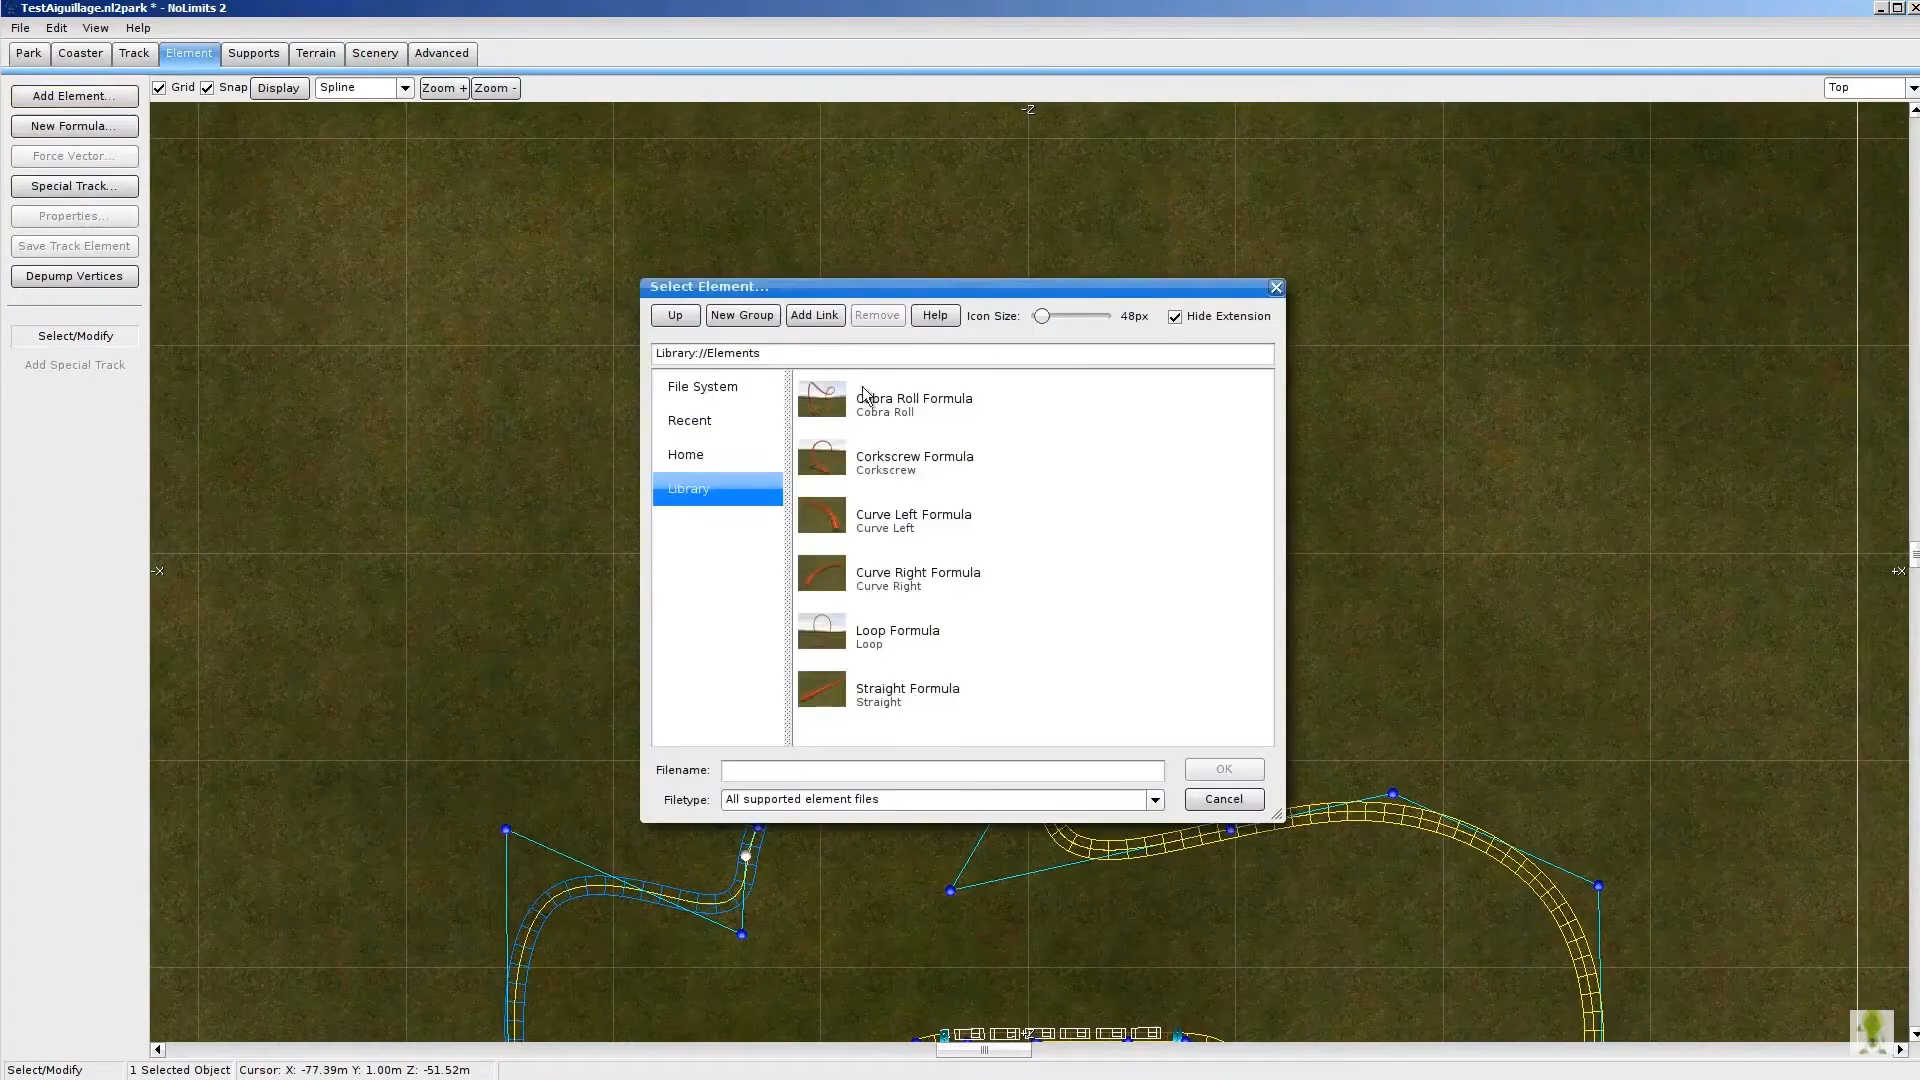 TestAiguillage.nl2park * - NoLimits 2
File Edit View Help
Park Coaster Track Element Supports Terrain Scenery Advanced
Grid Snap Display Spline Zoom + Zoom - Top
Add Element...
New Formula...
Force Vector...
Special Track...
Properties...
Save Track Element
Depump Vertices
Select/Modify
Add Special Track
-Z
-X
+X
+Z
Select Element...
Up New Group Add Link Remove Help Icon Size: 48px Hide Extension
Library://Elements
File System
Recent
Home
Library
Cobra Roll Formula
Cobra Roll
Corkscrew Formula
Corkscrew
Curve Left Formula
Curve Left
Curve Right Formula
Curve Right
Loop Formula
Loop
Straight Formula
Straight
Filename: OK
Filetype: All supported element files Cancel
Select/Modify 1 Selected Object Cursor: X: -77.39m Y: 1.00m Z: -51.52m